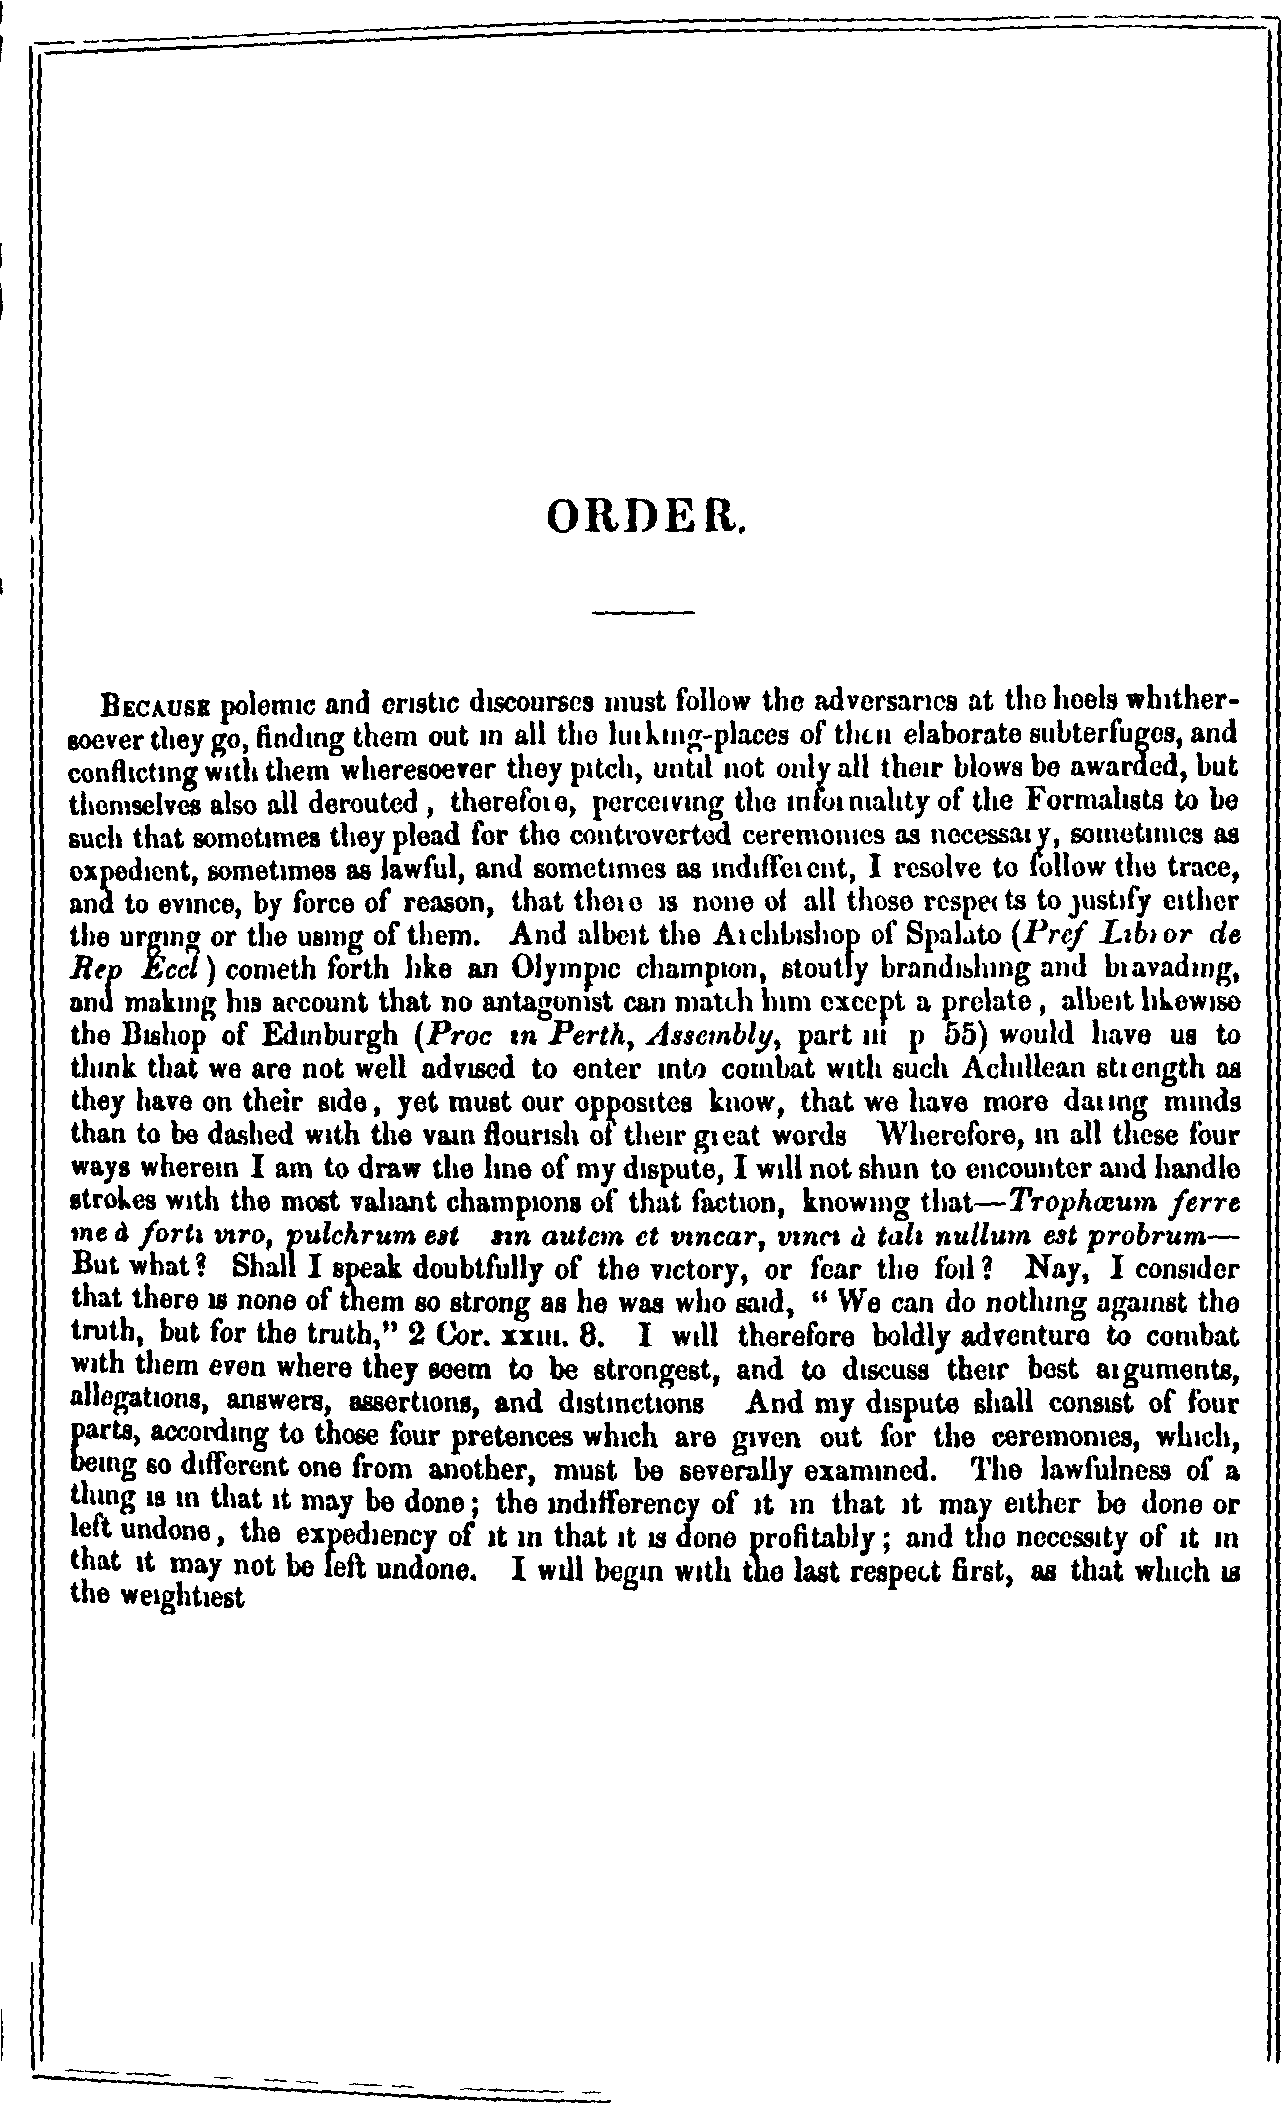 ORDER.
BECAUSE polemic and eristic discourses must follow the adversaries at the heels whither-
soever they go, finding them out in all the lurking-places of their elaborate subterfuges, and
conflicting with them wheresoever they pitch, until not only all their blows be awarded, but
themselves also all derouted, therefore, perceiving the informality of the Formalists to be
such that sometimes they plead for the controverted ceremonies as necessary, sometimes as
expedient, sometimes as lawful, and sometimes as indifferent, I resolve to follow the trace,
and to evince, by force of reason, that there is none of all those respects to justify either
the urging or the using of them. And albeit the Archbishop of Spalato (Pref Libror de
Rep Eccl) cometh forth like an Olympic champion, stoutly brandishing and bravading,
and making his account that no antagonist can match him except a prelate, albeit likewise
the Bishop of Edinburgh (Proc in Perth, Assembly, part iii p 55) would have us to
think that we are not well advised to enter into combat with such Achillean strength as
they have on their side, yet must our opposites know, that we have more daring minds
than to be dashed with the vain flourish of their great words Wherefore, in all these four
ways wherein I am to draw the line of my dispute, I will not shun to encounter and handle
strokes with the most valiant champions of that faction, knowing that—Trophœum ferre
me à forti viro, pulchrum est sin autem et vincar, vinci à tali nullum est probrum—
But what? Shall I speak doubtfully of the victory, or fear the foil? Nay, I consider
that there is none of them so strong as he was who said, “ We can do nothing against the
truth, but for the truth,” 2 Cor. xxiii. 8. I will therefore boldly adventure to combat
with them even where they seem to be strongest, and to discuss their best arguments,
allegations, answers, assertions, and distinctions And my dispute shall consist of four
parts, according to those four pretences which are given out for the ceremonies, which,
being so different one from another, must be severally examined. The lawfulness of a
thing is in that it may be done; the indifferency of it in that it may either be done or
left undone, the expediency of it in that it is done profitably; and the necessity of it in
that it may not be left undone. I will begin with the last respect first, as that which is
the weightiest